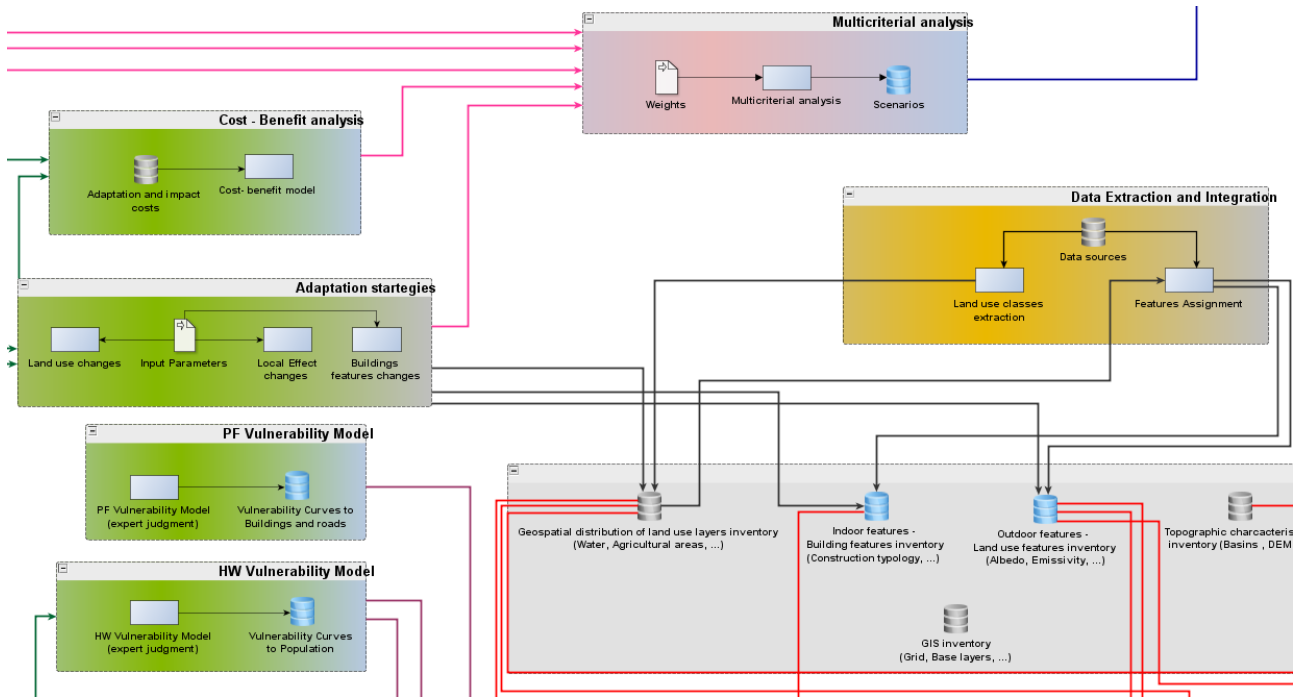 Multicriterial analysis
Weights
Multicriterial analysis
Scenarios
Cost - Benefit analysis
Adaptation and impact
costs
Cost- benefit model
Data Extraction and Integration
Data sources
Land use classes
extraction
Features Assignment
Adaptation startegies
Land use changes
Input Parameters
Local Effect
changes
Buildings
features changes
PF Vulnerability Model
PF Vulnerability Model
(expert judgment)
Vulnerability Curves to
Buildings and roads
Geospatial distribution of land use layers inventory
(Water, Agricultural areas, ...)
Indoor features -
Building features inventory
(Construction typology, ...)
Outdoor features -
Land use features inventory
(Albedo, Emissivity, ...)
Topographic charcacteris
inventory (Basins , DEM
HW Vulnerability Model
HW Vulnerability Model
(expert judgment)
Vulnerability Curves
to Population
GIS inventory
(Grid, Base layers, ...)